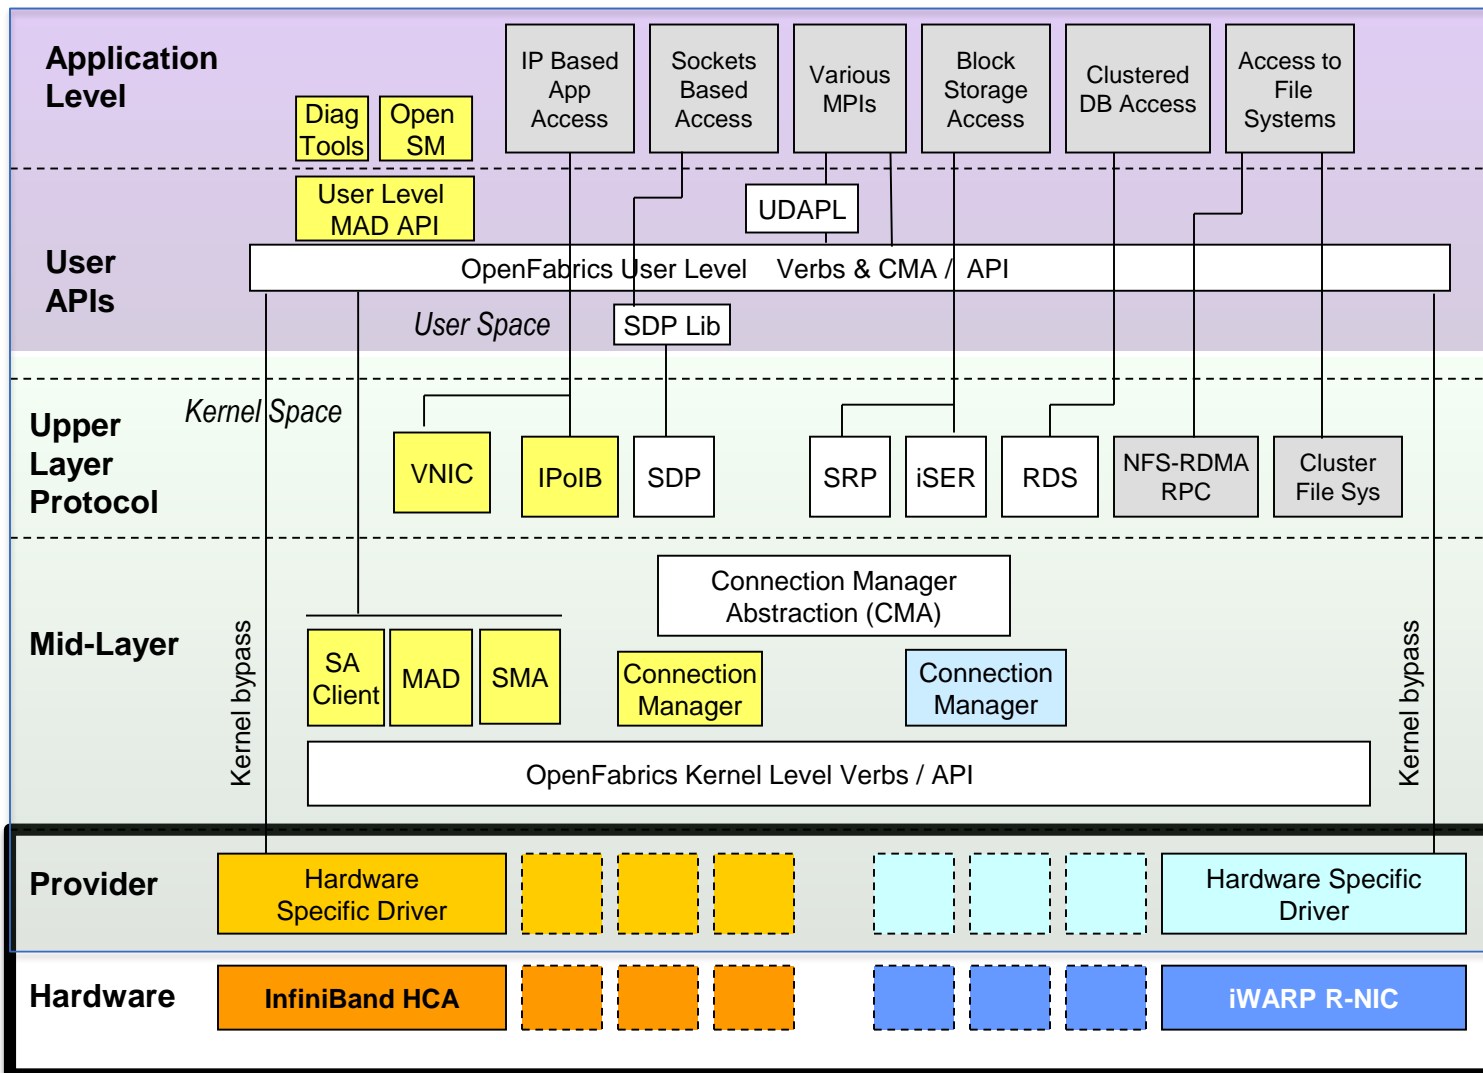 Application
Level
IP Based
App
Access
Sockets
Based
Access
Various
MPIs
Block
Storage
Access
Clustered
DB Access
Access to
File
Systems
Diag
Tools
Open
SM
User
APIs
User Level
MAD API
UDAPL
OpenFabrics User Level Verbs & CMA / API
User Space
SDP Lib
Kernel Space
Upper
Layer
Protocol
VNIC
IPoIB
SDP
SRP
iSER
RDS
NFS-RDMA
RPC
Cluster
File Sys
Mid-Layer
Kernel bypass
Connection Manager
Abstraction (CMA)
SA
Client
MAD
SMA
Connection
Manager
Connection
Manager
Kernel bypass
OpenFabrics Kernel Level Verbs / API
Provider
Hardware
Specific Driver
Hardware Specific
Driver
Hardware
InfiniBand HCA
iWARP R-NIC